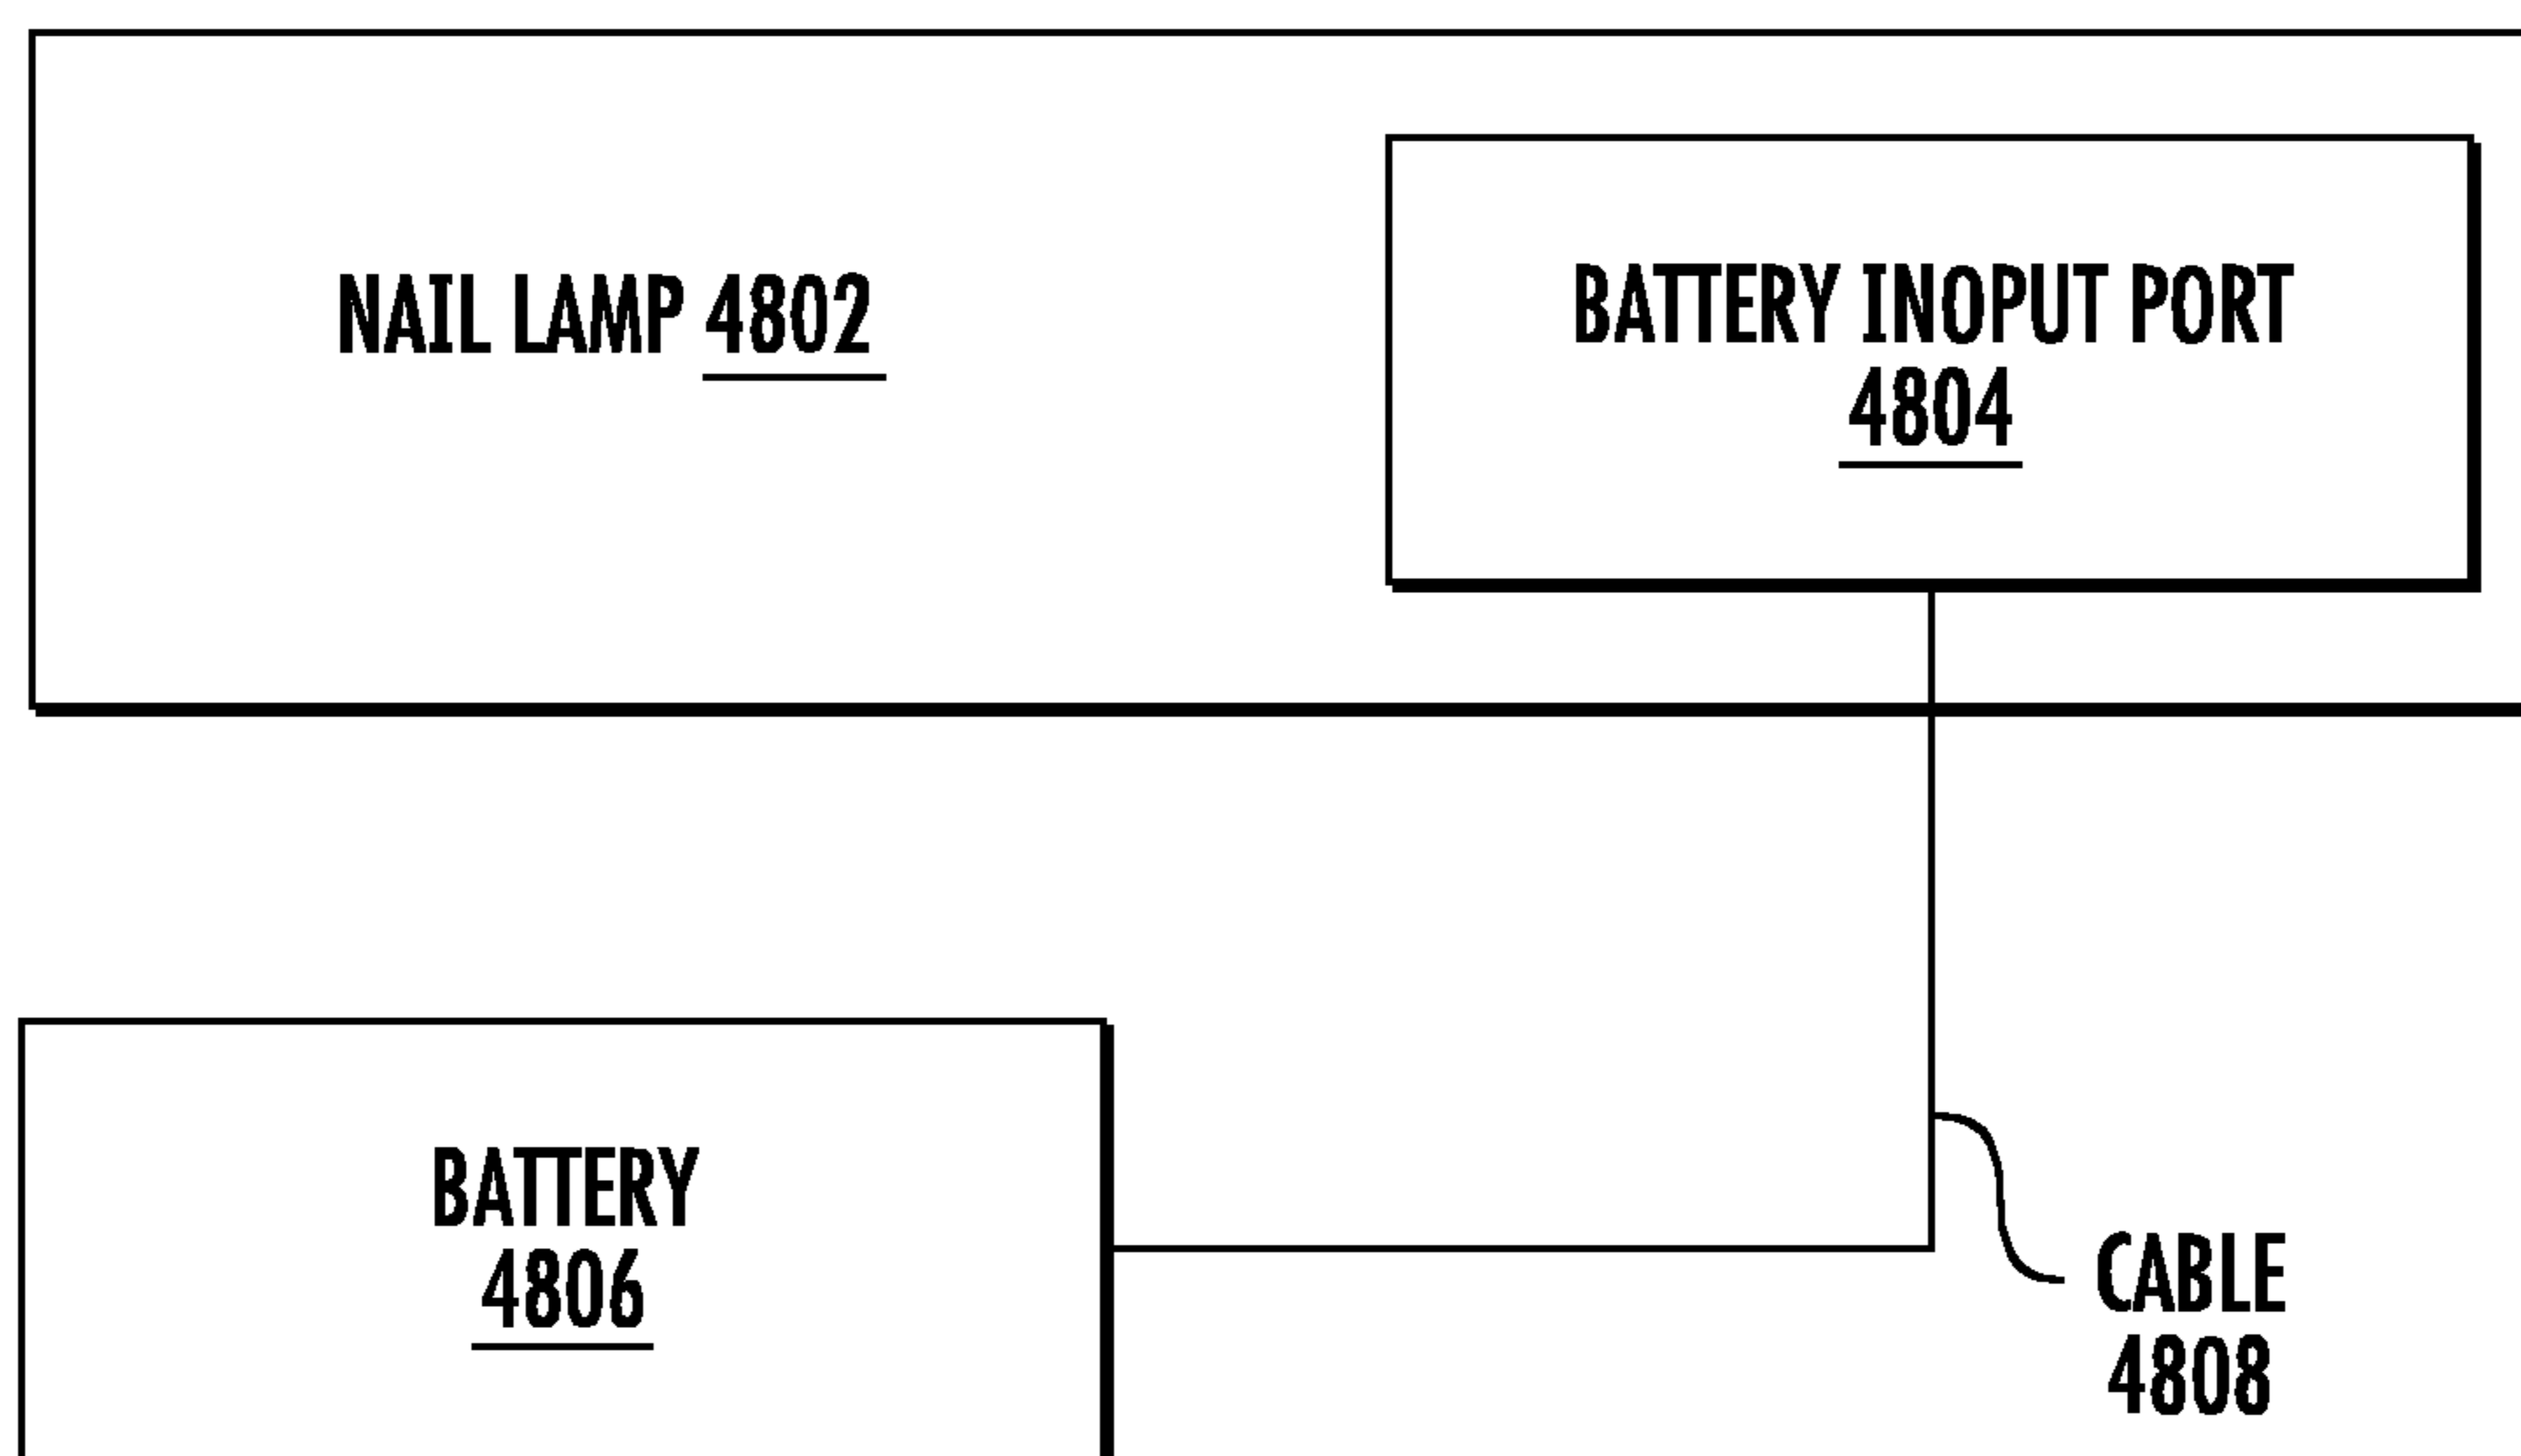 NAIL LAMP 4802
BATTERY INOPUT PORT
4804
BATTERY
4806
CABLE
4808